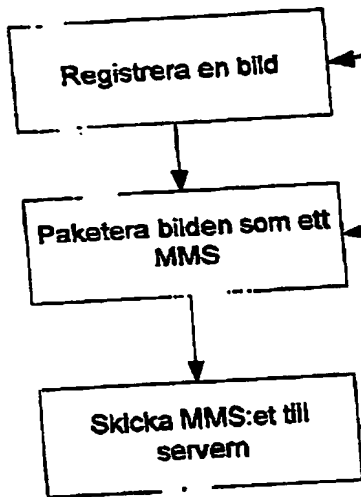 Registrera en bild
Paketera bilden som ett
MMS
Skicka MMS:et till
servern